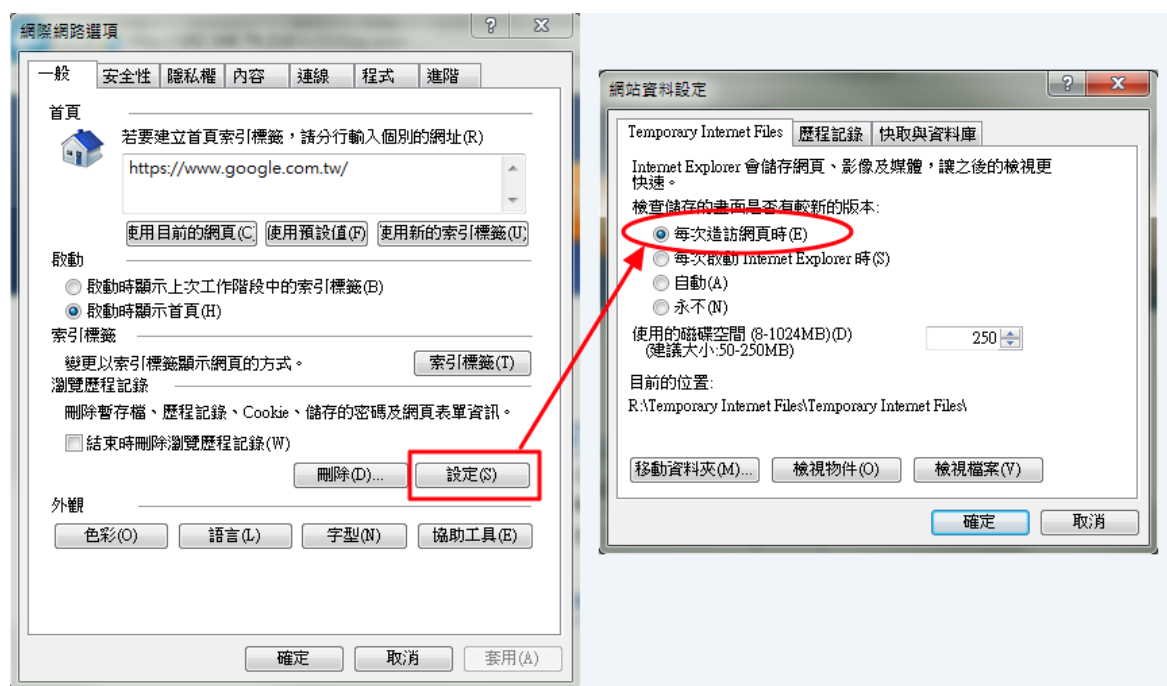 網際網路選項
一般 安全性 隱私權 內容 連線 程式 進階
首頁
若要建立首頁索引標籤，請分行輸入個別的網址(R)
https://www.google.com.tw/
使用目前的網頁(C) 使用預設值(F) 使用新的索引標籤(U)
啟動
啟動時顯示上次工作階段中的索引標籤(B)
啟動時顯示首頁(H)
索引標籤
變更以索引標籤顯示網頁的方式。 索引標籤(T)
瀏覽歷程記錄
刪除暫存檔、歷程記錄、Cookie、儲存的密碼及網頁表單資訊。
結束時刪除瀏覽歷程記錄(W)
刪除(D)... 設定(S)
外觀
色彩(O) 語言(L) 字型(N) 協助工具(E)
確定 取消 套用(A)
網站資料設定
Temporary Internet Files 歷程記錄 快取與資料庫
Internet Explorer 會儲存網頁、影像及媒體，讓之後的檢視更
快速。
檢查儲存的畫面是否有較新的版本:
每次造訪網頁時(E)
每次啟動 Internet Explorer 時(S)
自動(A)
永不(N)
使用的磁碟空間 (8-1024MB)(D) 250
(建議大小:50-250MB)
目前的位置:
R:\Temporary Internet Files\Temporary Internet Files\
移動資料夾(M)... 檢視物件(O) 檢視檔案(V)
確定 取消